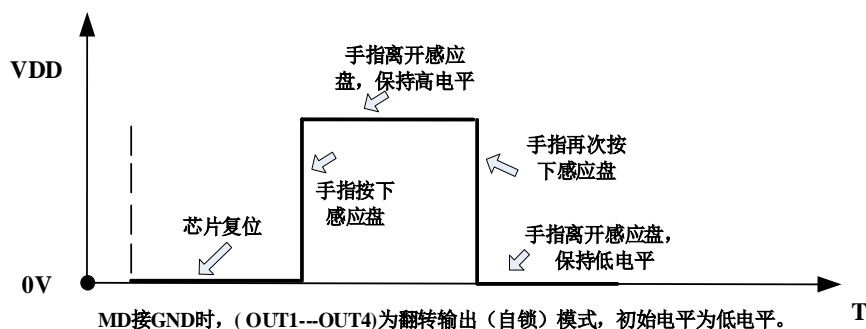 VDD
手指离开感应
盘，保持高电平
手指再次按
下感应盘
手指按下
感应盘
芯片复位
手指离开感应盘，
保持低电平
0V
T
MD接GND时，( OUT1---OUT4)为翻转输出（自锁）模式，初始电平为低电平。